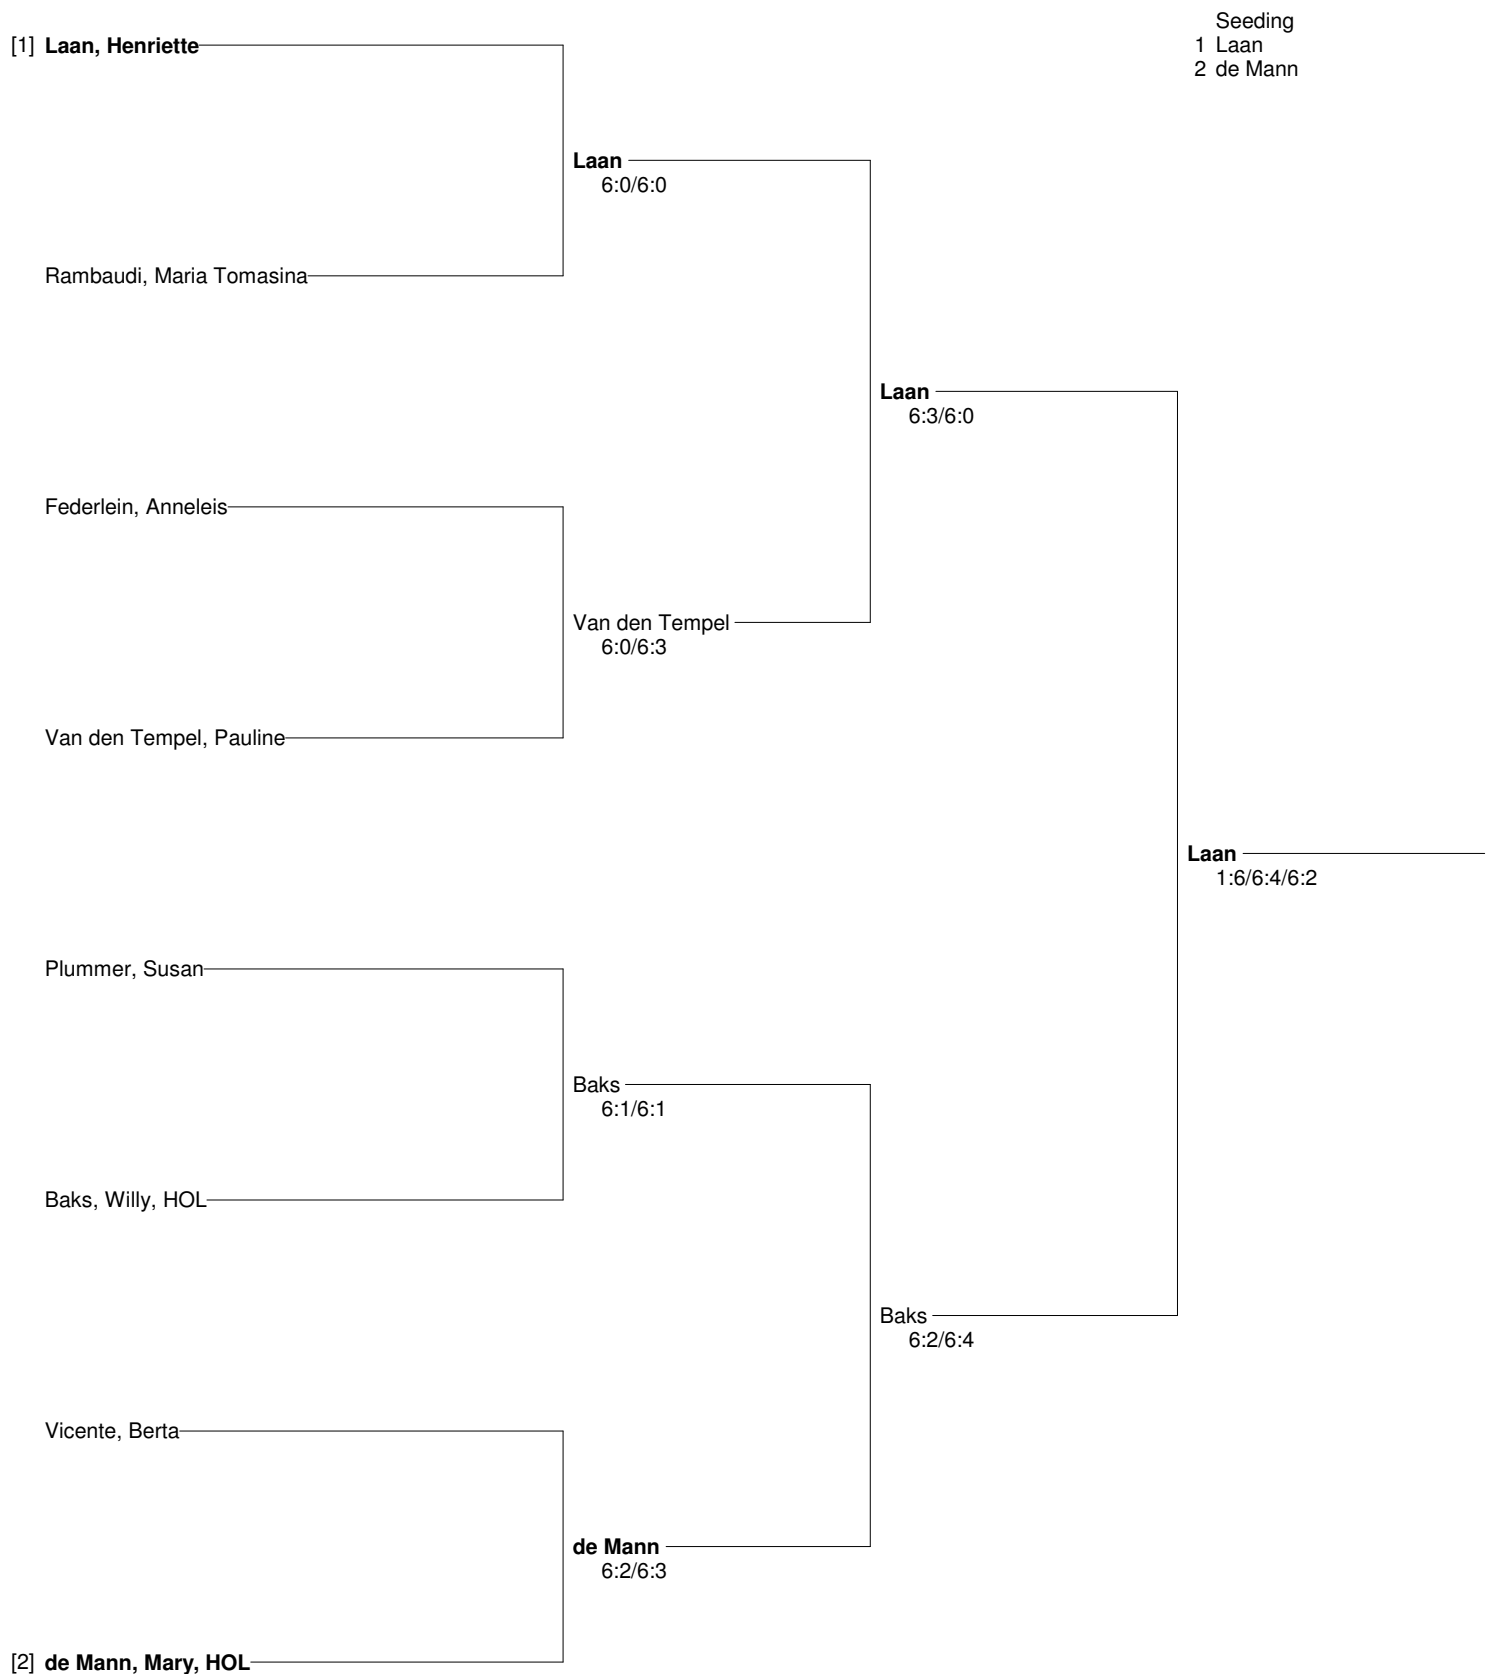 Seeding
1 Laan
2 de Mann
[1] Laan, Henriette
Laan
6:0/6:0
Rambaudi, Maria Tomasina
Laan
6:3/6:0
Federlein, Anneleis
Van den Tempel
6:0/6:3
Van den Tempel, Pauline
Laan
1:6/6:4/6:2
Plummer, Susan
Baks
6:1/6:1
Baks, Willy, HOL
Baks
6:2/6:4
Vicente, Berta
de Mann
6:2/6:3
[2] de Mann, Mary, HOL